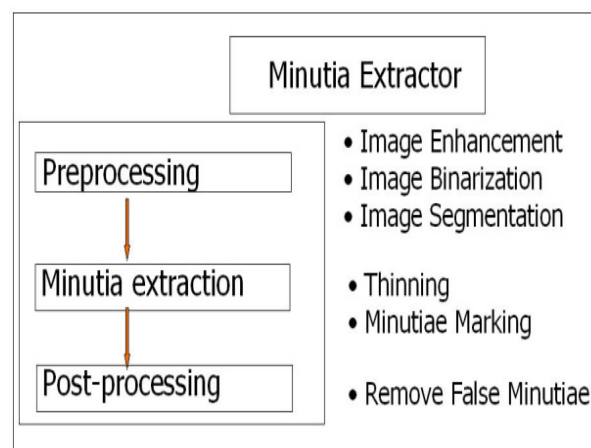 Minutia Extractor
Preprocessing
• Image Enhancement
• Image Binarization
• Image Segmentation
Minutia extraction
• Thinning
• Minutiae Marking
Post-processing
• Remove False Minutiae